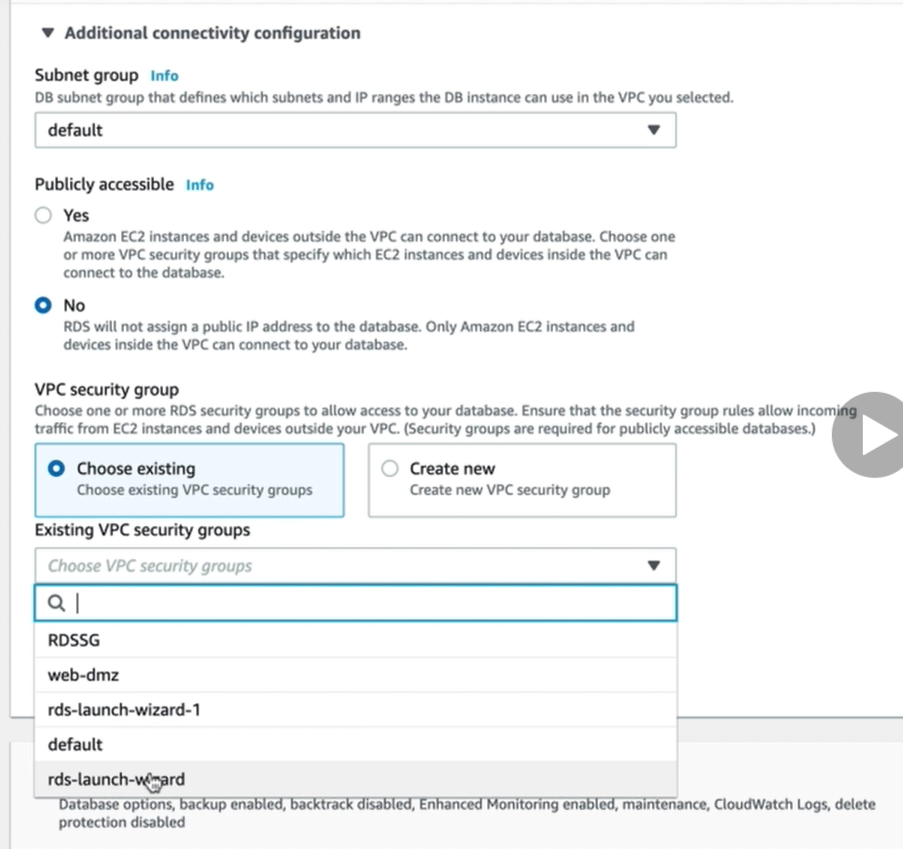 Additional connectivity configuration
Subnet group Info
DB subnet group that defines which subnets and IP ranges the DB instance can use in the VPC you selected.
default
Publicly accessible Info
Yes
Amazon EC2 instances and devices outside the VPC can connect to your database. Choose one
or more VPC security groups that specify which EC2 instances and devices inside the VPC can
connect to the database.
No
RDS will not assign a public IP address to the database. Only Amazon EC2 instances and
devices inside the VPC can connect to your database.
VPC security group
Choose one or more RDS security groups to allow access to your database. Ensure that the security group rules allow incoming
traffic from EC2 instances and devices outside your VPC. (Security groups are required for publicly accessible databases.)
Choose existing
Choose existing VPC security groups
Create new
Create new VPC security group
Existing VPC security groups
Choose VPC security groups
RDSSG
web-dmz
rds-launch-wizard-1
default
rds-launch-wizard
Database options, backup enabled, backtrack disabled, Enhanced Monitoring enabled, maintenance, CloudWatch Logs, delete
protection disabled